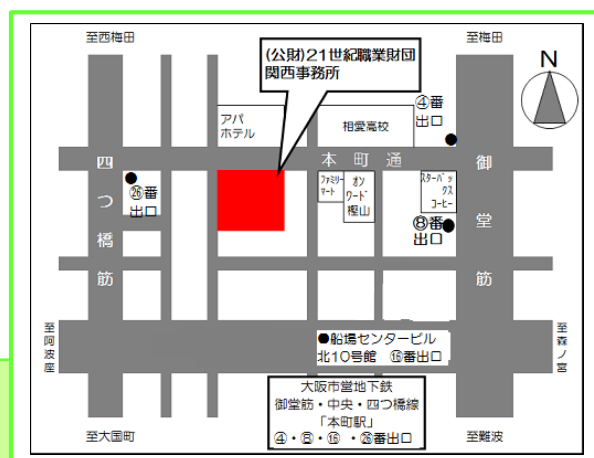 至西梅田
至梅田
(公財)21世紀職業財団
関西事務所
N
④番
出口
アパ
ホテル
相愛高校
本町通
四つ橋筋
御堂筋
㉖番
出口
ファミリー
マート
オン
ワード
樫山
スターバッ
クス
コーヒー
⑧番
出口
至阿波座
至森ノ宮
●船場センタービル
北10号館 ⑯番出口
大阪市営地下鉄
御堂筋・中央・四つ橋線
「本町駅」
④・⑧・⑯・㉖番出口
至大国町
至難波